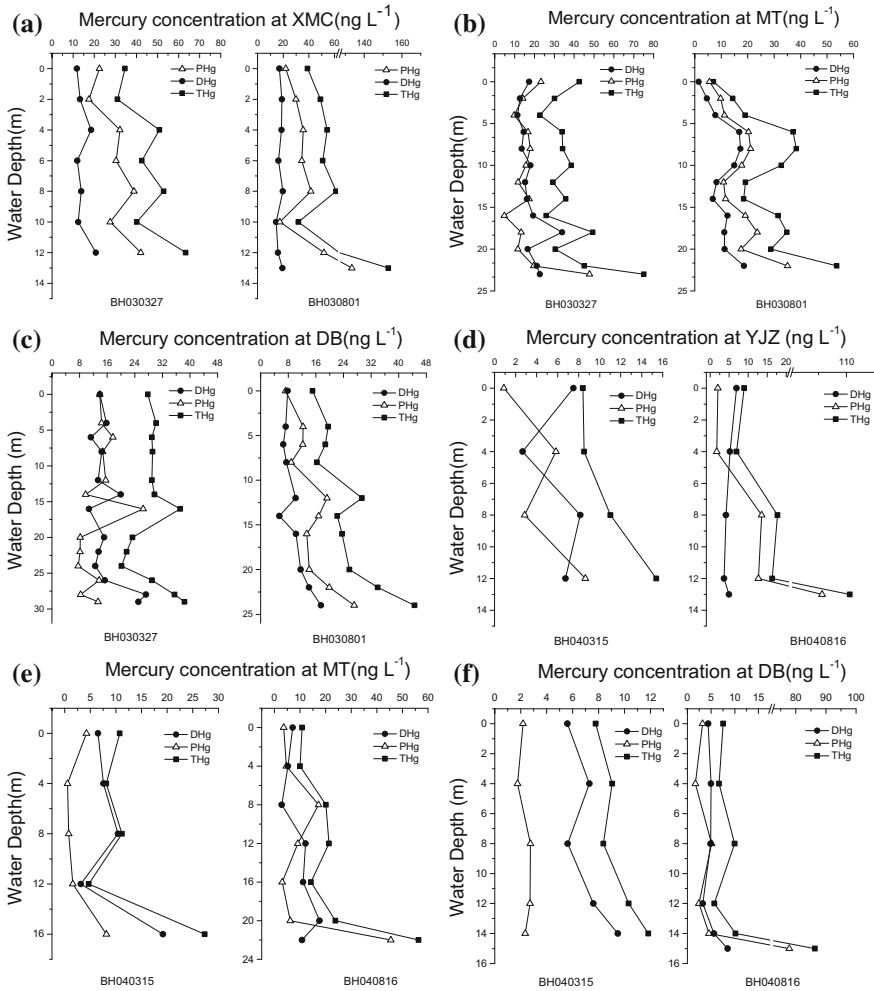 (a)
Mercury concentration at XMC(ng L-1)
0 10 20 30 40 50 60 70 80
0 20 40 60 80 100 140 160
PHg
DHg
THg
PHg
DHg
THg
Water Depth(m)
0
2
4
6
8
10
12
14
BH030327
BH030801
(b)
Mercury concentration at MT(ng L-1)
0 10 20 30 40 50 60 70 80
0 10 20 30 40 50 60
DHg
PHg
THg
DHg
PHg
THg
Water Depth(m)
0
5
10
15
20
25
BH030327
BH030801
(c)
Mercury concentration at DB(ng L-1)
0 8 16 24 32 40 48
0 8 16 24 32 40 48
DHg
PHg
THg
DHg
PHg
THg
Water Depth(m)
0
5
10
15
20
25
30
BH030327
BH030801
(d)
Mercury concentration at YJZ (ng L-1)
0 2 4 6 8 10 12 14 16
0 5 10 15 20 110
DHg
PHg
THg
DHg
PHg
THg
Water Depth(m)
0
2
4
6
8
10
12
14
BH040315
BH040816
(e)
Mercury concentration at MT(ng L-1)
0 5 10 15 20 25 30
0 10 20 30 40 50 60
DHg
PHg
THg
DHg
PHg
THg
Water Depth(m)
0
4
8
12
16
BH040315
BH040816
(f)
Mercury concentration at DB(ng L-1)
0 2 4 6 8 10 12
0 5 10 15 80 90 100
DHg
PHg
THg
DHg
PHg
THg
Water Depth (m)
0
2
4
6
8
10
12
14
16
BH040315
BH040816